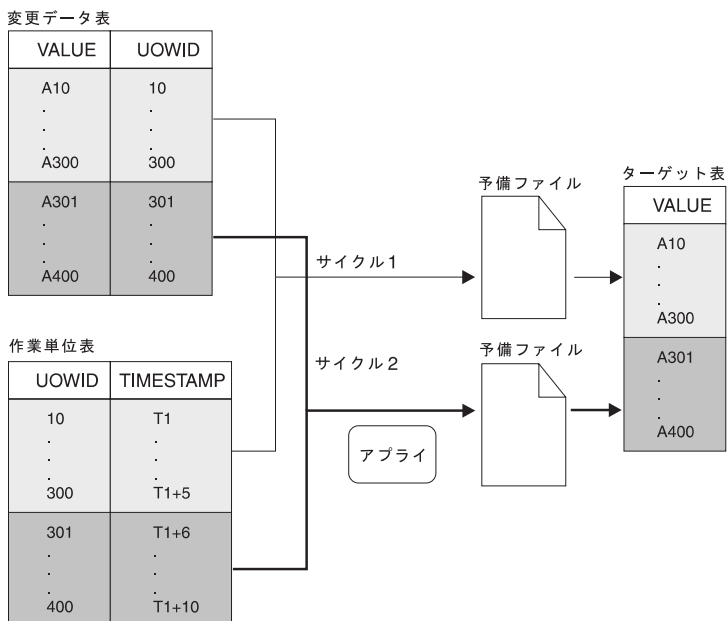 変更データ表
VALUE UOWID
A10 10
. .
. .
. .
A300 300
A301 301
. .
. .
. .
A400 400
作業単位表
UOWID TIMESTAMP
10 T1
. .
. .
. .
300 T1+5
301 T1+6
. .
. .
. .
400 T1+10
サイクル1
サイクル2
アプライ
予備ファイル
予備ファイル
ターゲット表
VALUE
A10
.
.
.
A300
A301
.
.
.
A400